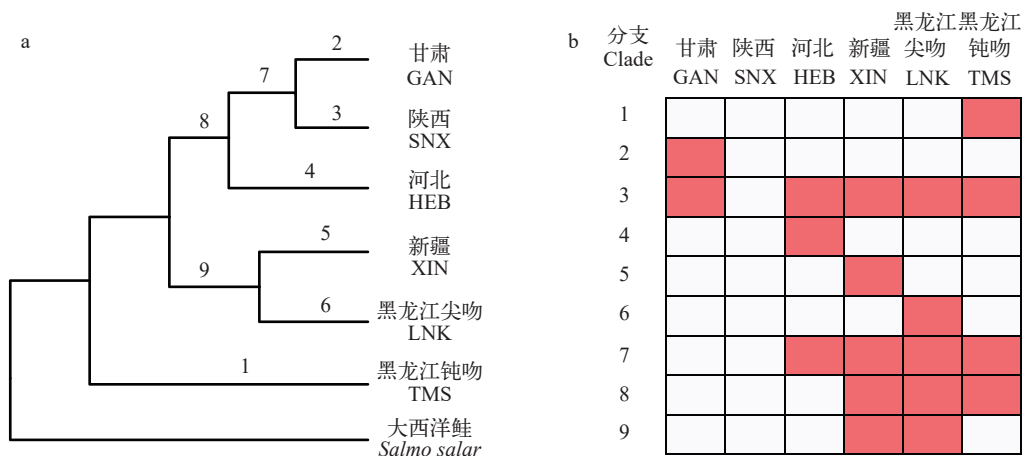 a
2
甘肃
GAN
7
3
陕西
SNX
8
4
河北
HEB
5
新疆
XIN
9
6
黑龙江尖吻
LNK
1
黑龙江钝吻
TMS
大西洋鲑
Salmo salar
b
分支
Clade
甘肃
GAN
陕西
SNX
河北
HEB
新疆
XIN
黑龙江
尖吻
LNK
黑龙江
钝吻
TMS
1
2
3
4
5
6
7
8
9